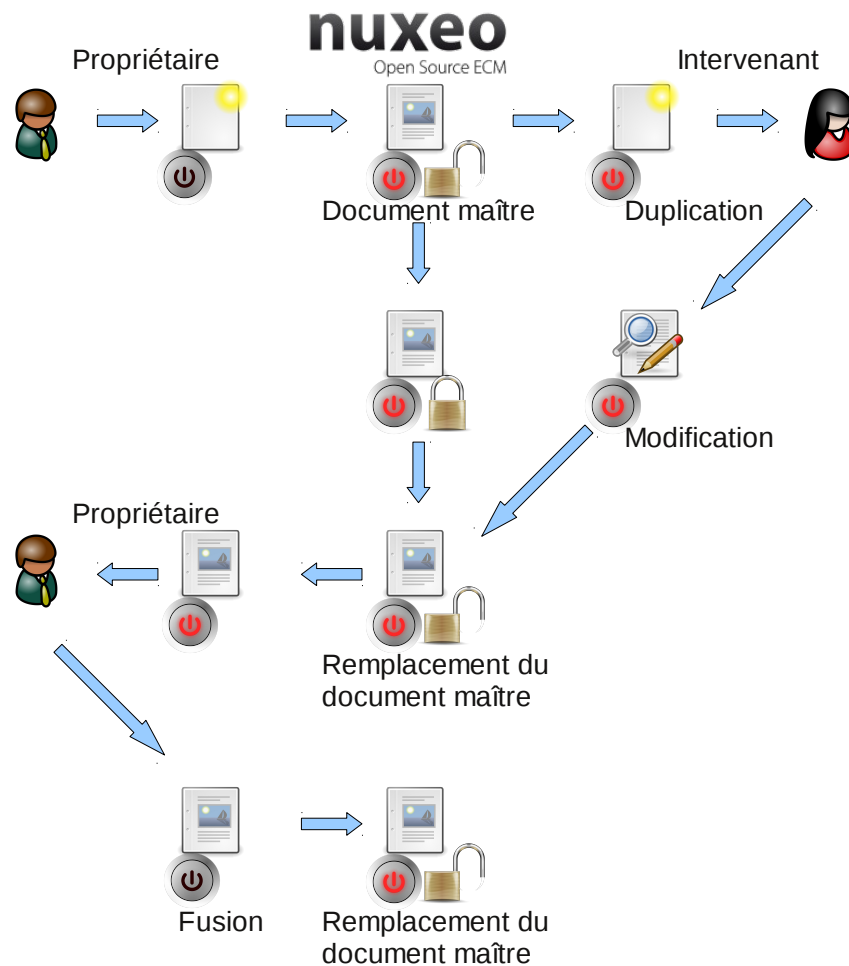 nuxeo
Open Source ECM
Propriétaire
Intervenant
Document maître
Duplication
Modification
Propriétaire
Remplacement du
document maître
Fusion
Remplacement du
document maître